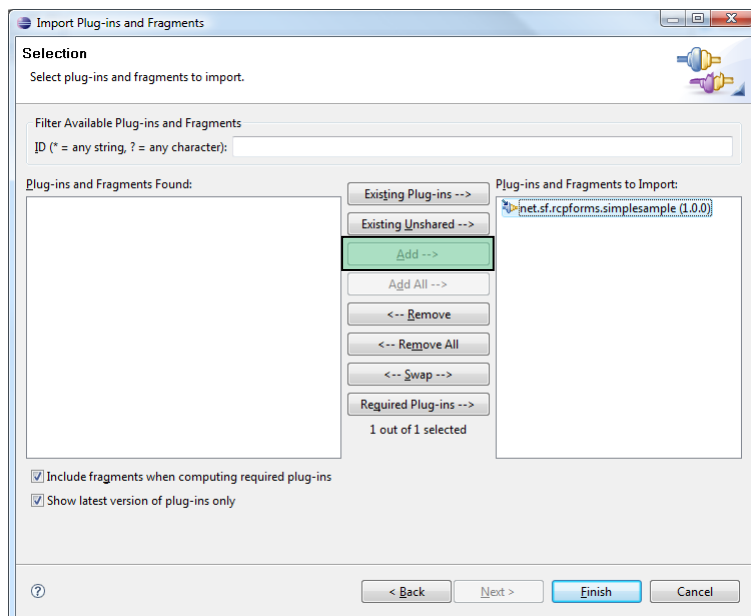 Import Plug-ins and Fragments
Selection
Select plug-ins and fragments to import.
Filter Available Plug-ins and Fragments
ID (* = any string, ? = any character):
Plug-ins and Fragments Found:
Existing Plug-ins -->
Existing Unshared -->
Add -->
Add All -->
<-- Remove
<-- Remove All
<-- Swap -->
Required Plug-ins -->
1 out of 1 selected
Plug-ins and Fragments to Import:
net.sf.rcpforms.simplesample (1.0.0)
Include fragments when computing required plug-ins
Show latest version of plug-ins only
? < Back Next > Finish Cancel